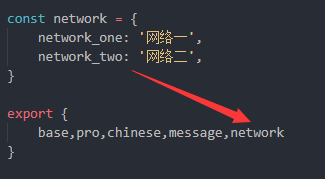 const network = {
network_one: '网络一',
network_two: '网络二',
}
export {
base,pro,chinese,message,network
}